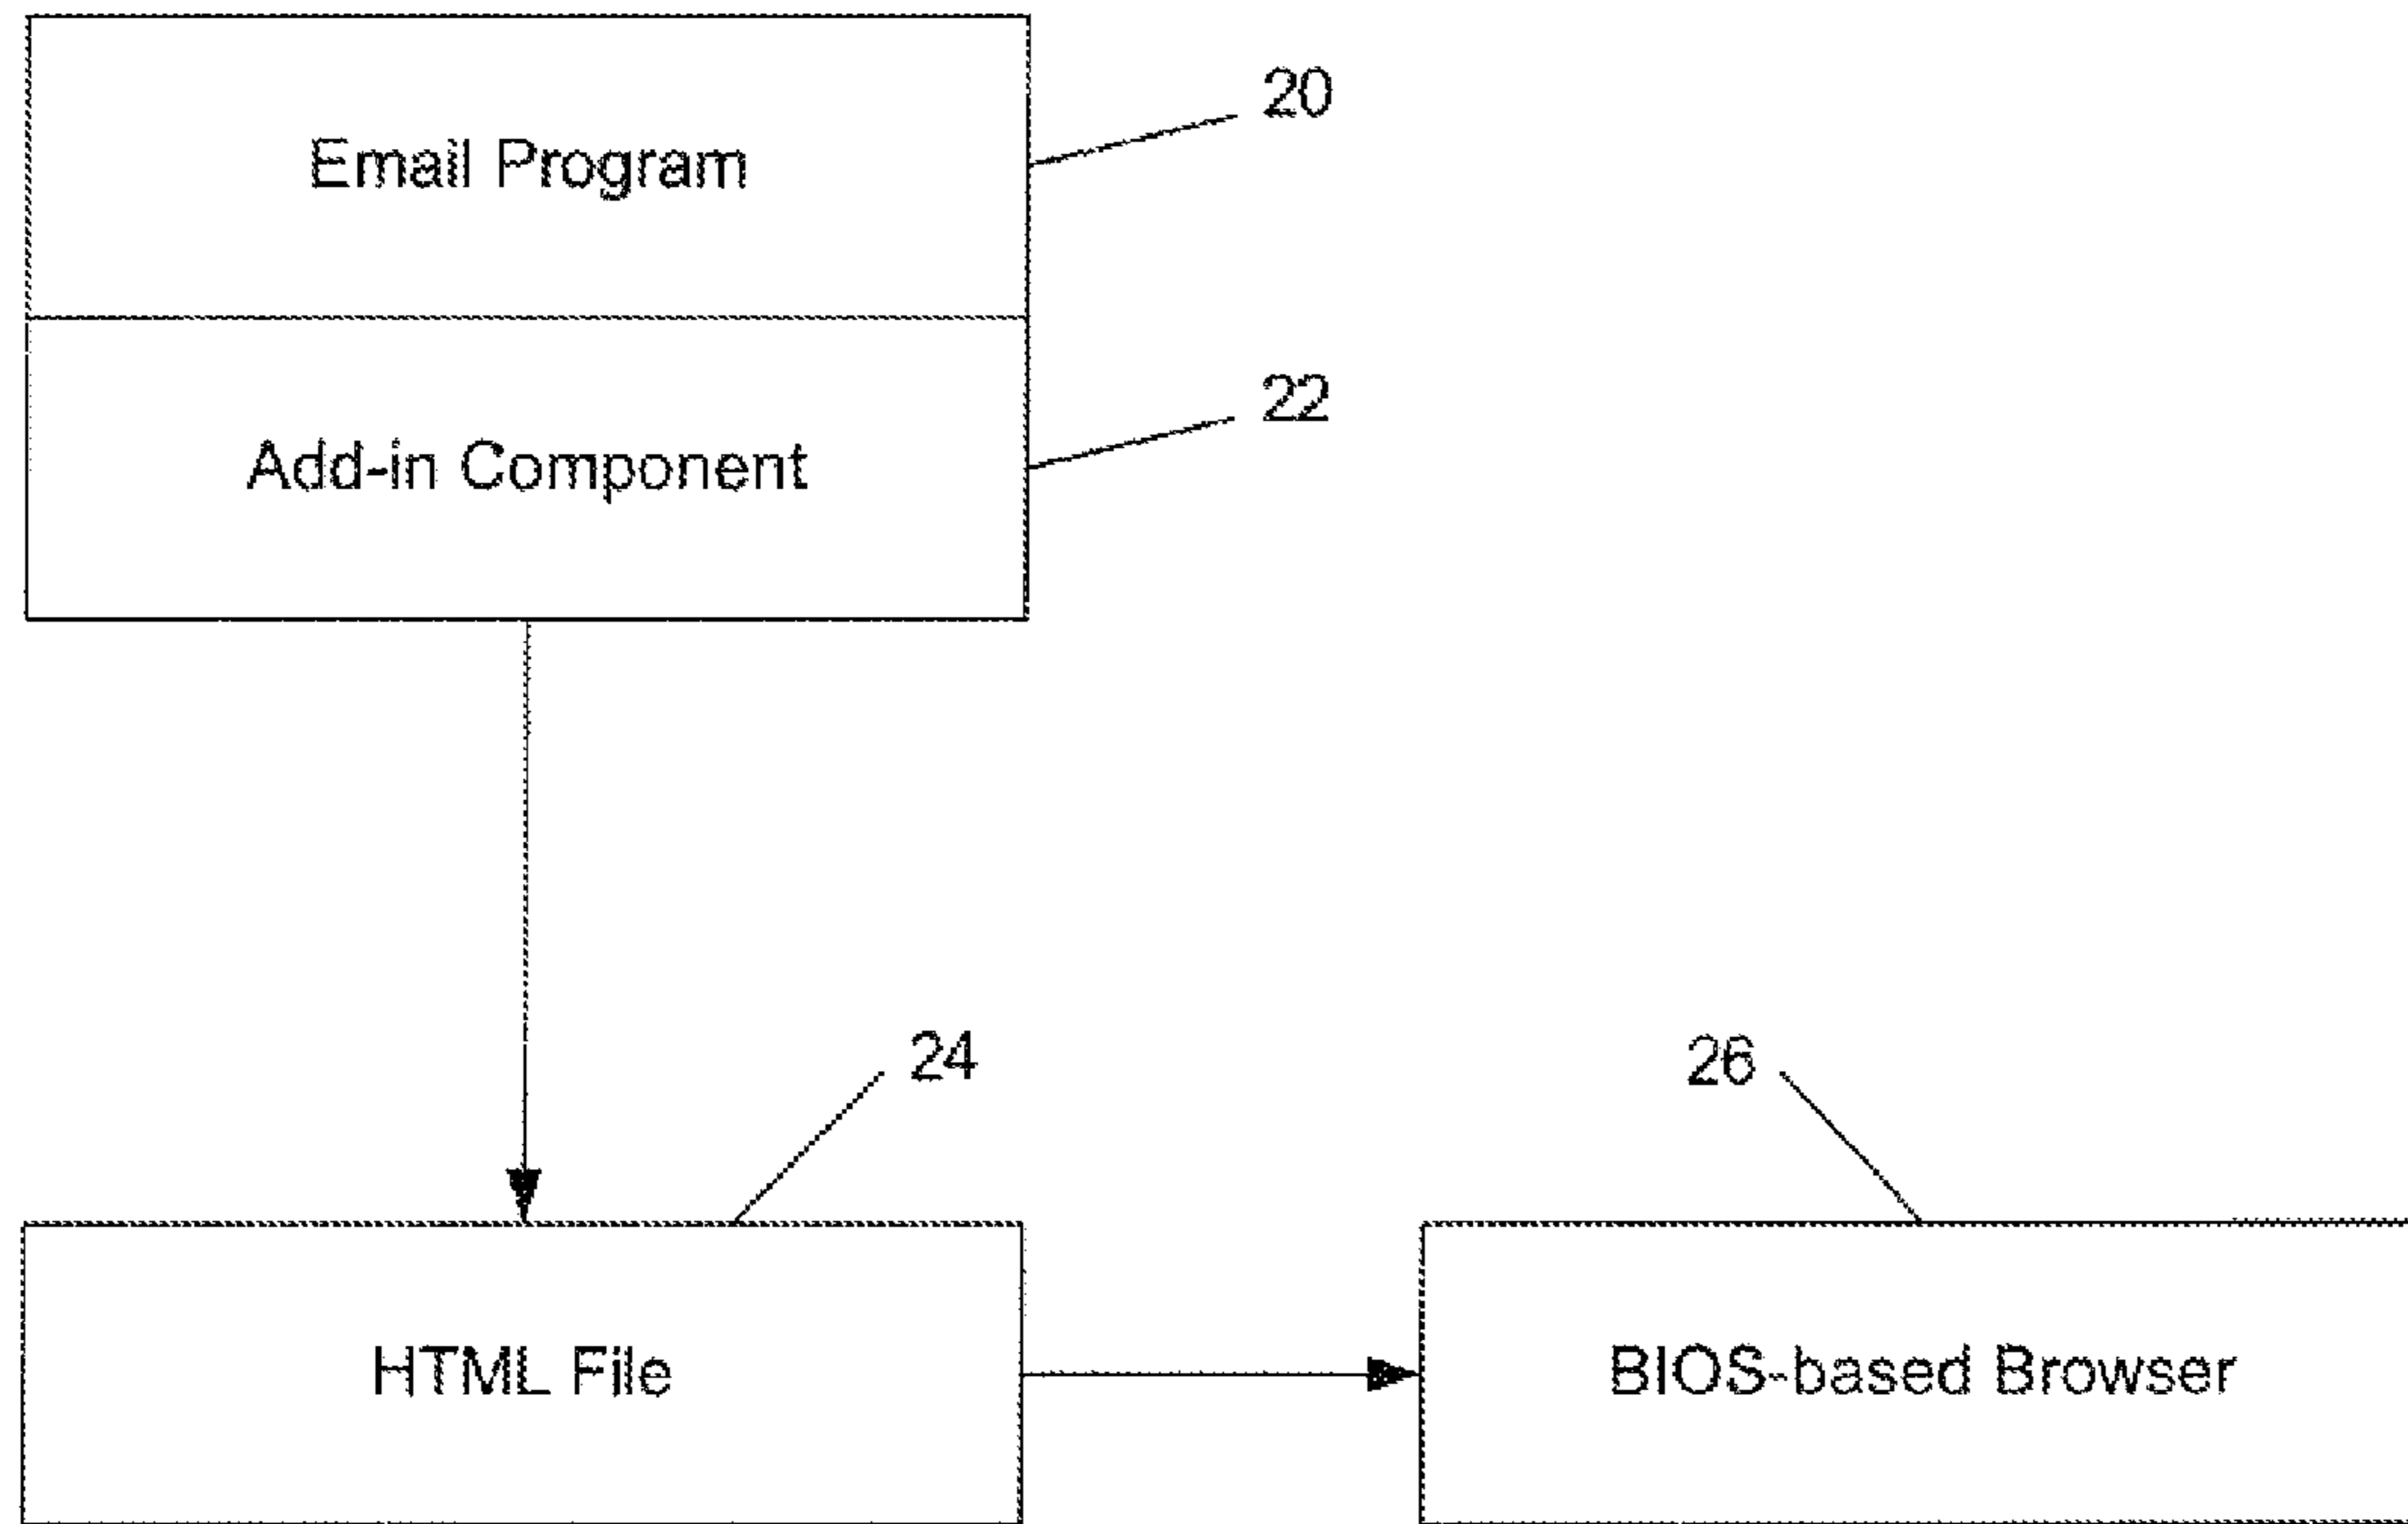 Email Program
20
Add-in Component
22
24
26
HTML File
BIOS-based Browser